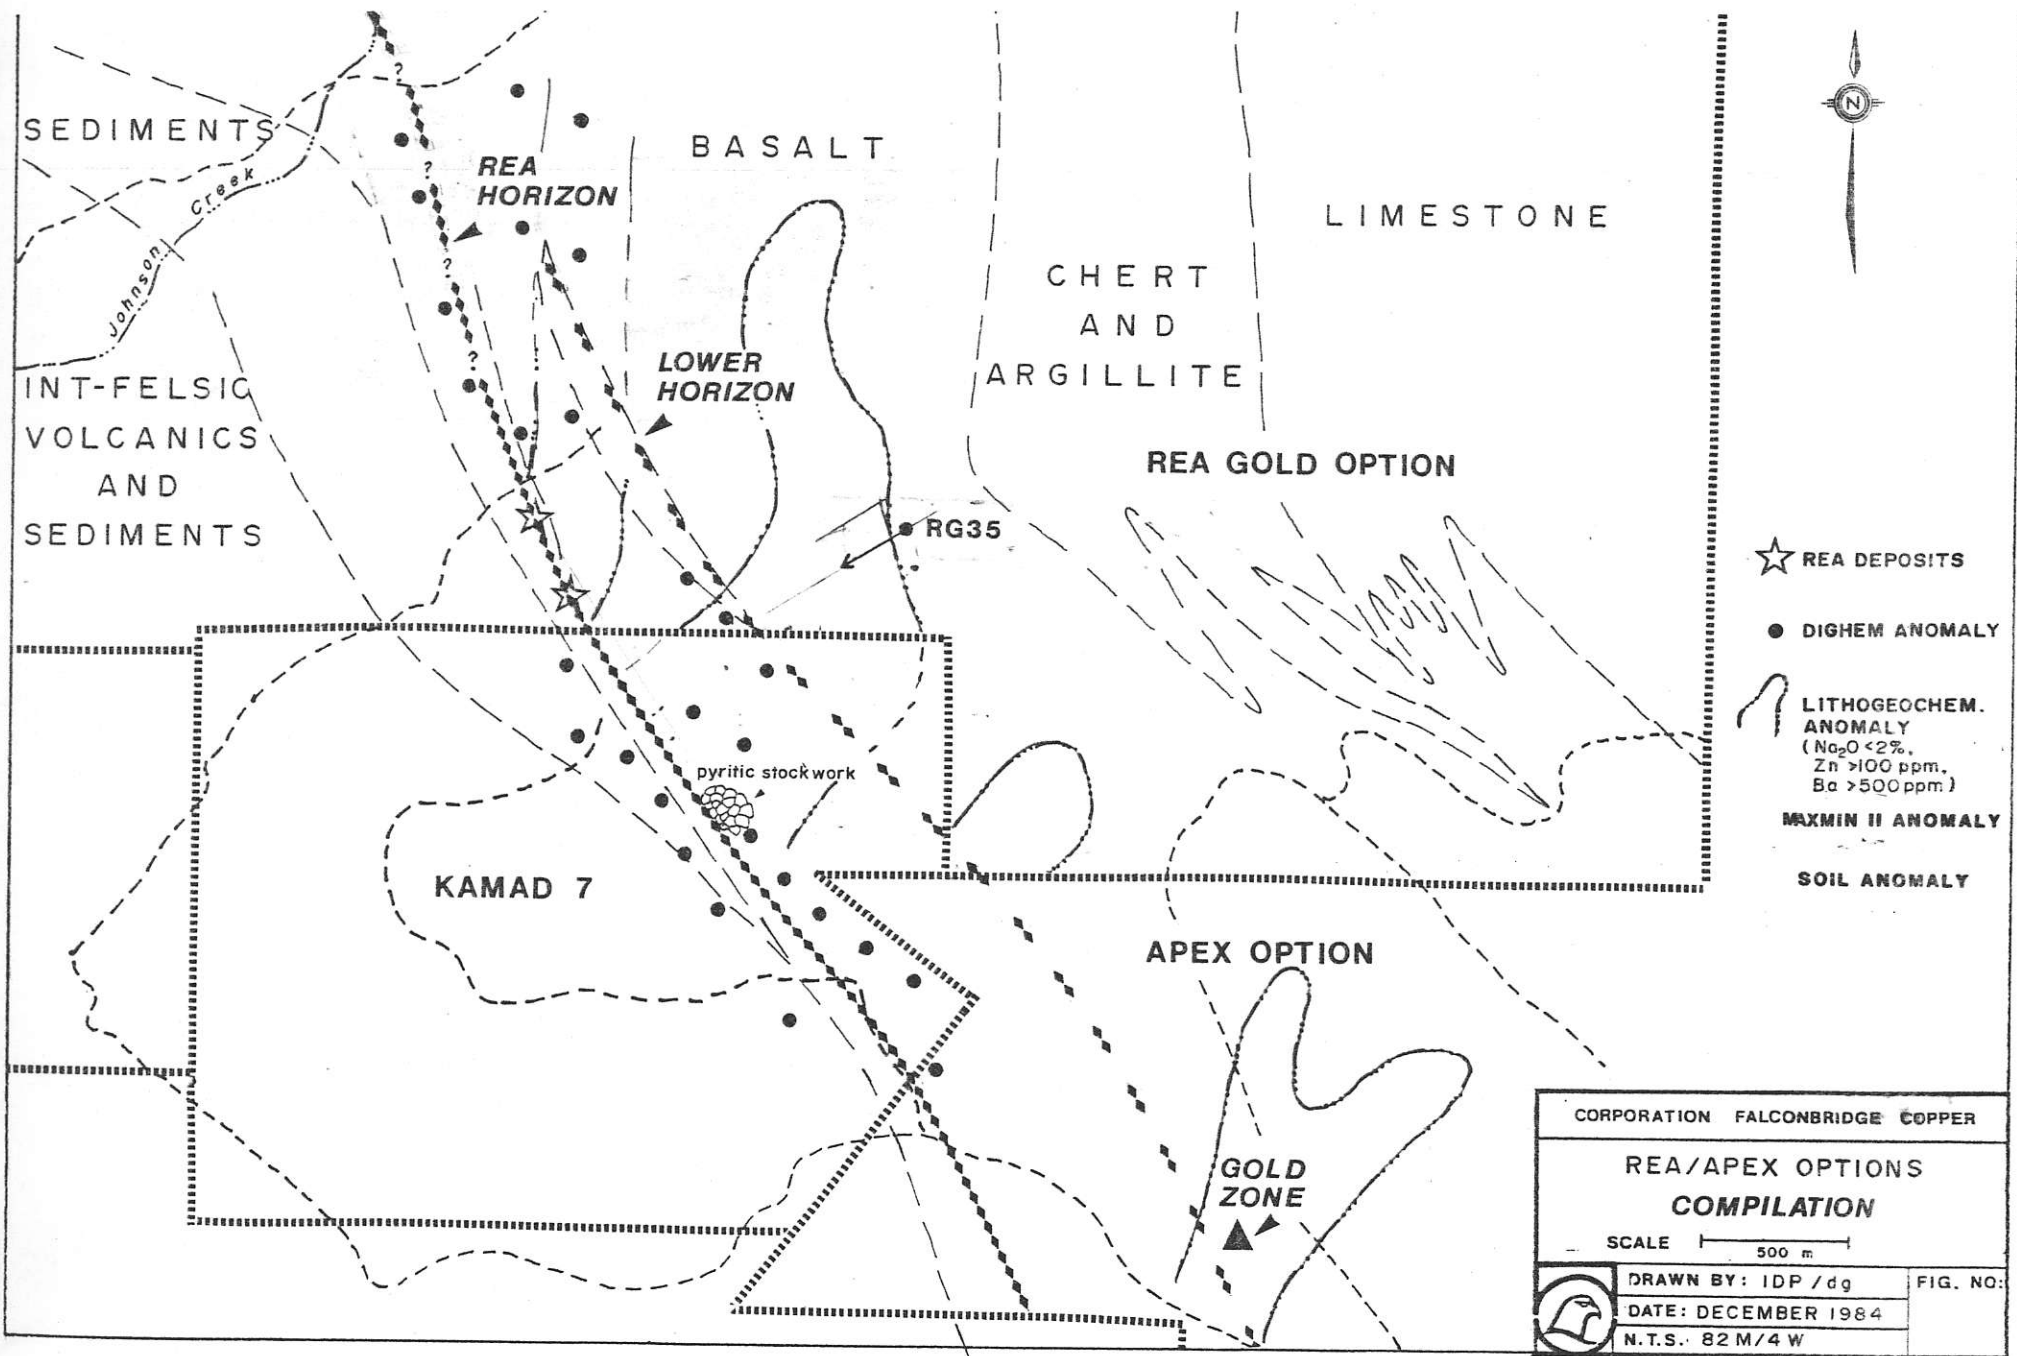 SEDIMENTS
Johnson Creek
REA
HORIZON
BASALT
LIMESTONE
CHERT
AND
ARGILLITE
N
?
?
?
?
INT-FELSIC
VOLCANICS
AND
SEDIMENTS
LOWER
HORIZON
REA GOLD OPTION
RG35
pyritic stockwork
KAMAD 7
APEX OPTION
GOLD
ZONE
REA DEPOSITS
DIGHEM ANOMALY
LITHOGEOCHEM.
ANOMALY
(Na₂O <2%,
Zn >100 ppm,
Ba >500 ppm)
MAXMIN II ANOMALY
SOIL ANOMALY
CORPORATION FALCONBRIDGE COPPER
REA/APEX OPTIONS
COMPILATION
SCALE
500 m
DRAWN BY: IDP/dg
FIG. NO:
DATE: DECEMBER 1984
N.T.S.: 82 M/4 W